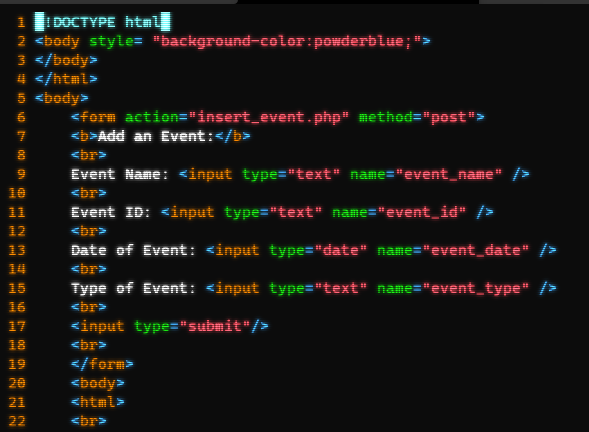 1 <!DOCTYPE html>
2 <body style= "background-color:powderblue;">
3 </body>
4 </html>
5 <body>
6     <form action="insert_event.php" method="post">
7     <b>Add an Event:</b>
8     <br>
9     Event Name: <input type="text" name="event_name" />
10     <br>
11     Event ID: <input type="text" name="event_id" />
12     <br>
13     Date of Event: <input type="date" name="event_date" />
14     <br>
15     Type of Event: <input type="text" name="event_type" />
16     <br>
17     <input type="submit"/>
18     <br>
19     </form>
20     <body>
21     <html>
22     <br>